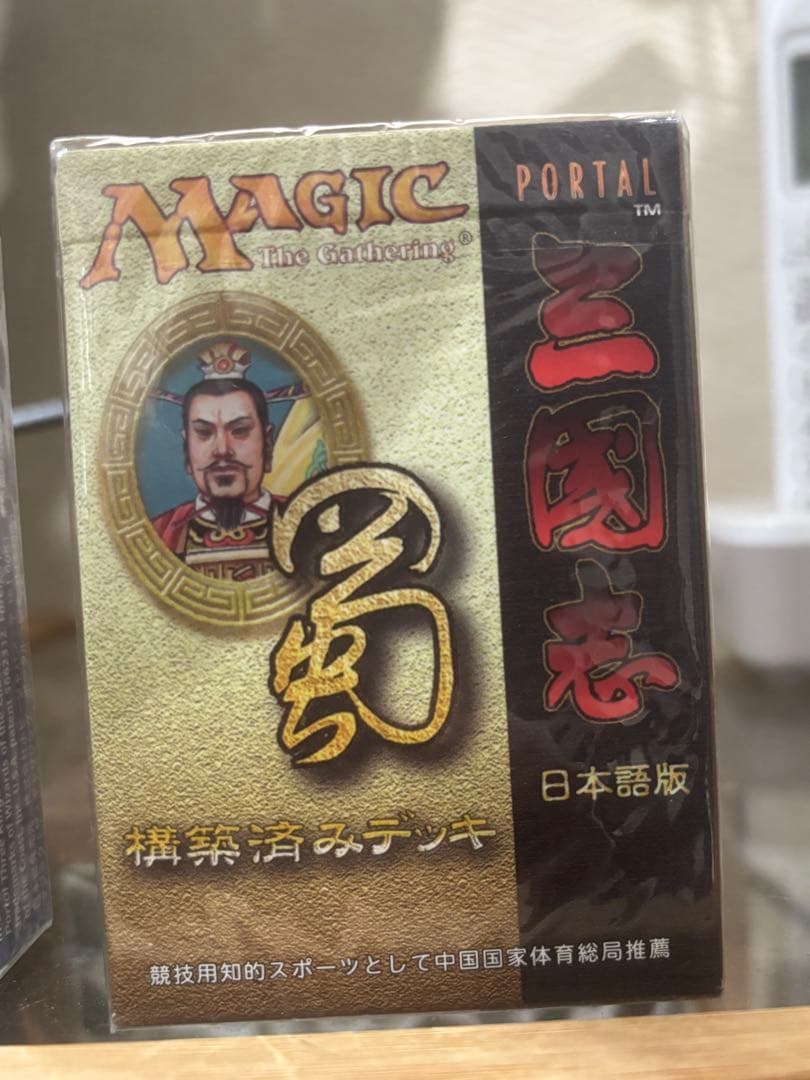 MAGIC
The Gathering®
PORTAL
™
三国志
蜀
日本語版
構築済みデッキ
競技用知的スポーツとして中国国家体育総局推薦